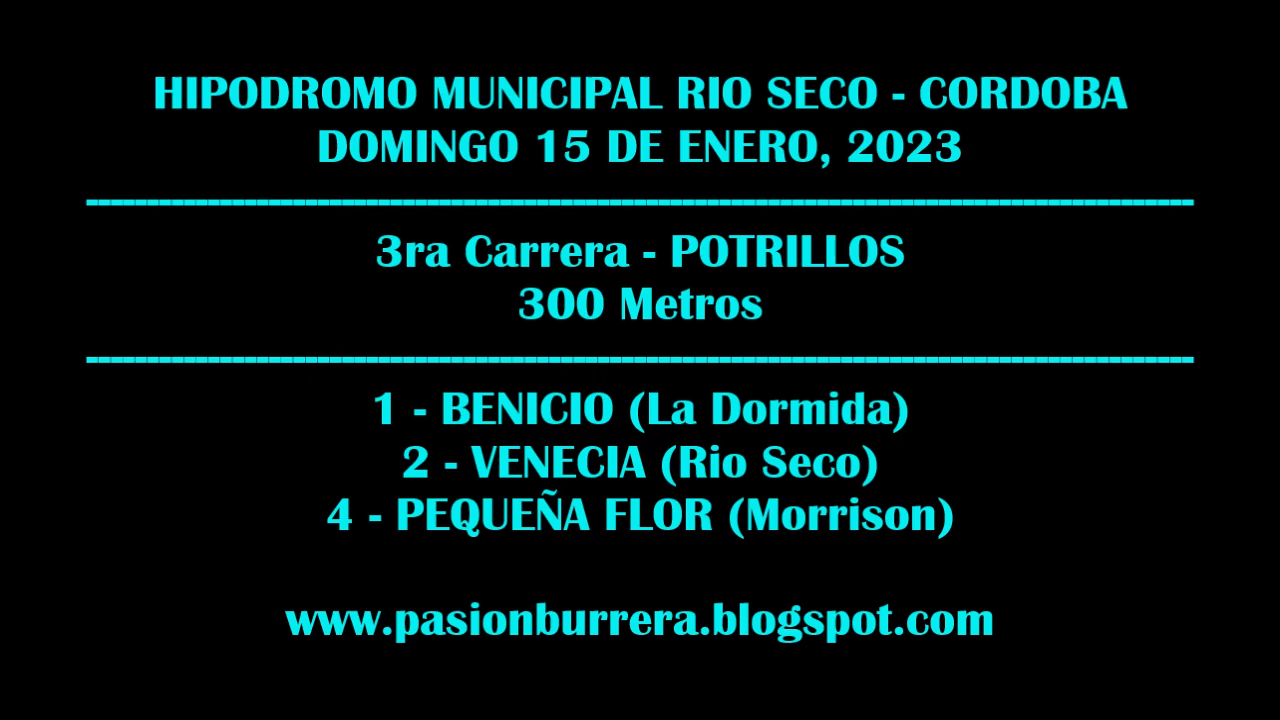 HIPODROMO MUNICIPAL RIO SECO - CORDOBA
DOMINGO 15 DE ENERO, 2023
3ra Carrera - POTRILLOS
300 Metros
1 - BENICIO (La Dormida)
2 - VENECIA (Rio Seco)
4 - PEQUEÑA FLOR (Morrison)
www.pasionburrera.blogspot.com